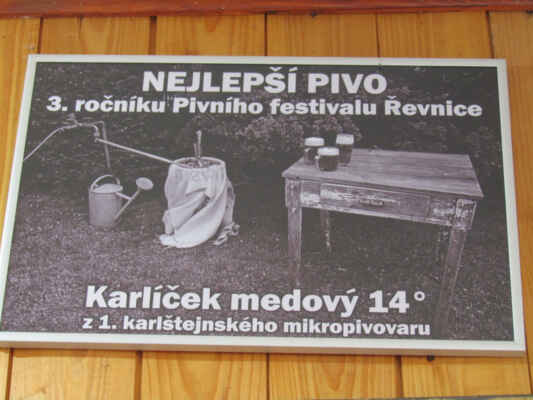 NEJLEPŠÍ PIVO
3. ročníku Pivního festivalu Řevnice
Karlíček medový 14°
z 1. karlštejnského mikropivovaru